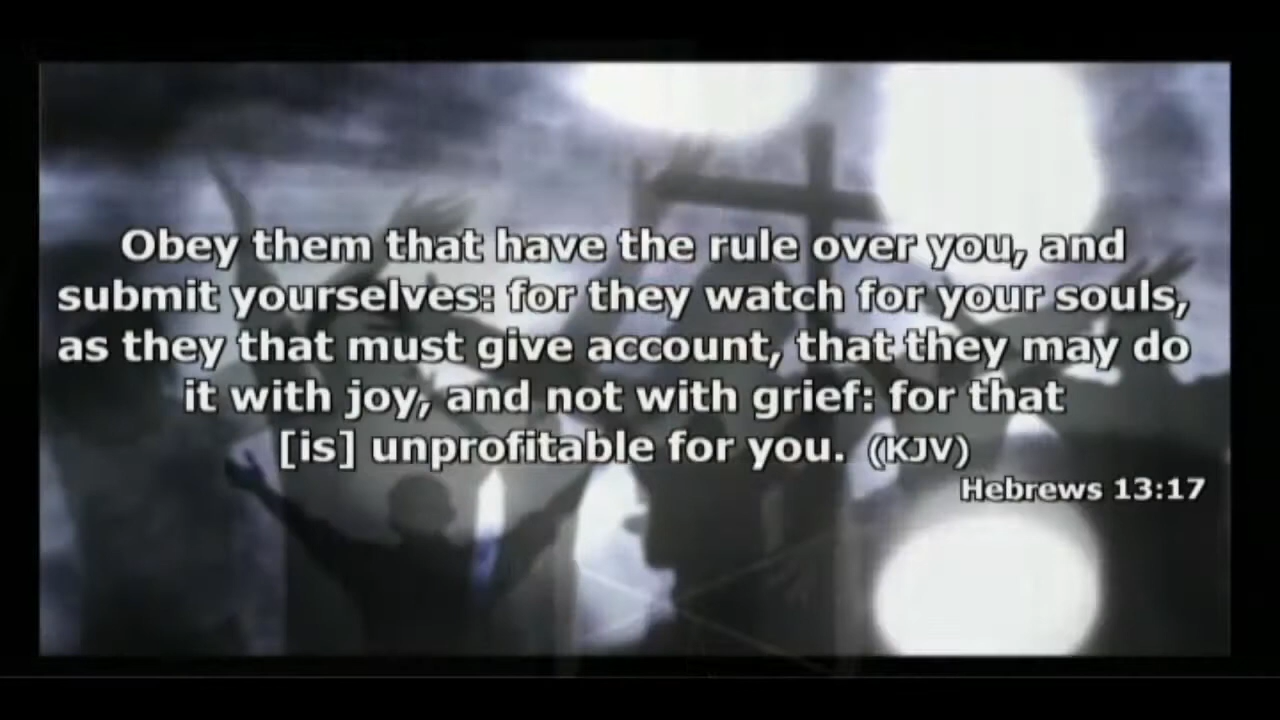 Obey them that have the rule over you, and
submit yourselves: for they watch for your souls,
as they that must give account, that they may do
it with joy, and not with grief: for that
[is] unprofitable for you. (KJV)
Hebrews 13:17